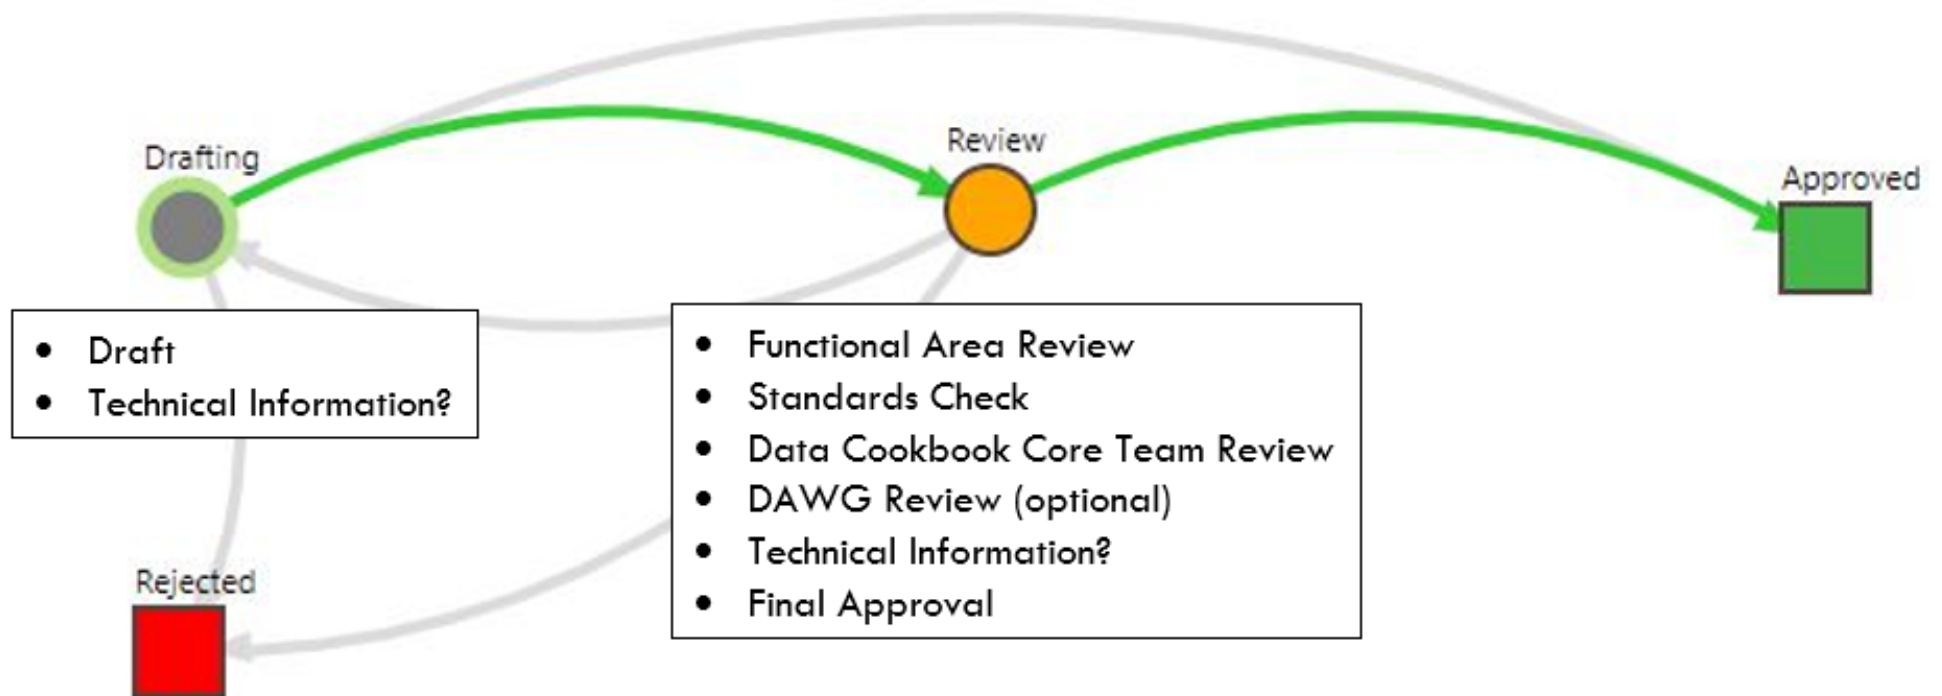 Drafting
Review
Approved
• Draft
• Technical Information?
• Functional Area Review
• Standards Check
• Data Cookbook Core Team Review
• DAWG Review (optional)
• Technical Information?
• Final Approval
Rejected